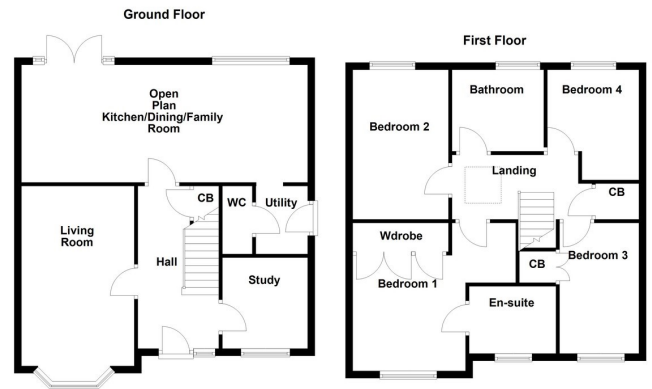 Ground Floor
Open
Plan
Kitchen/Dining/Family
Room
CB
WC
Utility
Living
Room
Hall
Study
First Floor
Bathroom
Bedroom 4
Bedroom 2
Landing
CB
Wdrobe
Bedroom 3
CB
Bedroom 1
En-suite